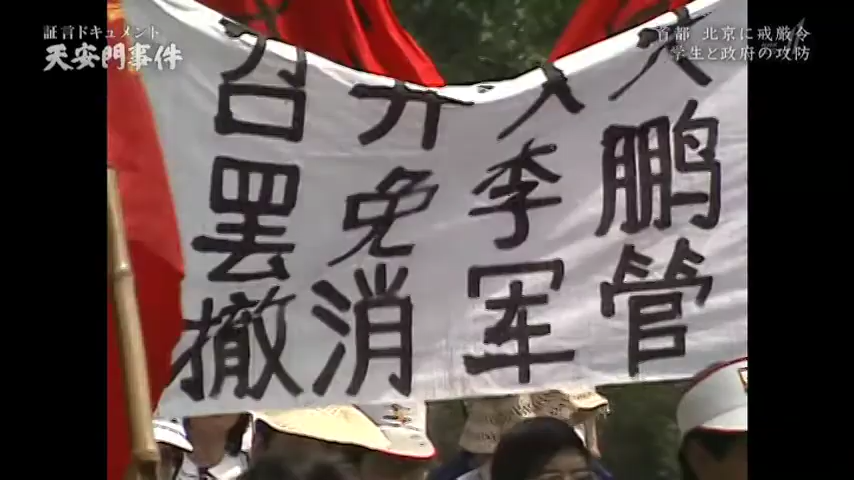 証言ドキュメント
天安門事件
首都 北京に戒厳令
学生と政府の攻防
召开人大
罢免李鹏
撤消军管